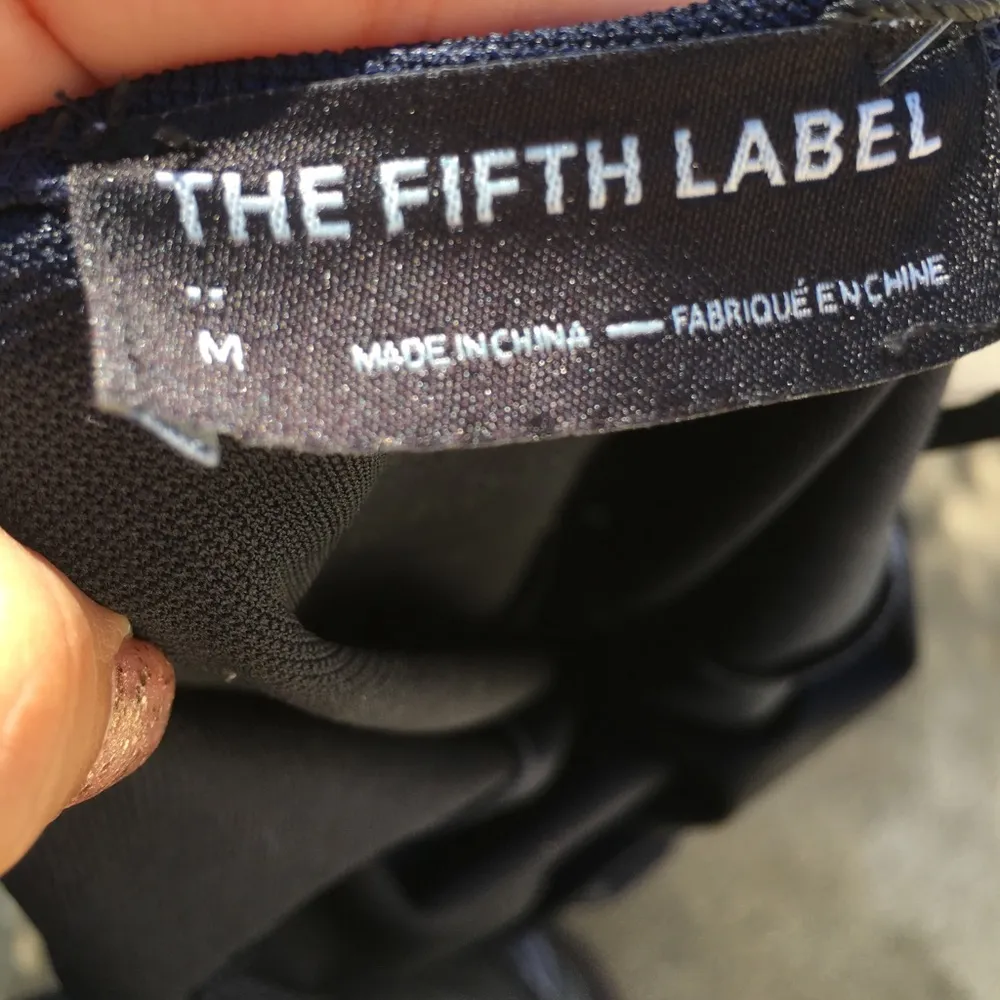 THE FIFTH LABEL
M
MADE IN CHINA — FABRIQUÉ EN CHINE